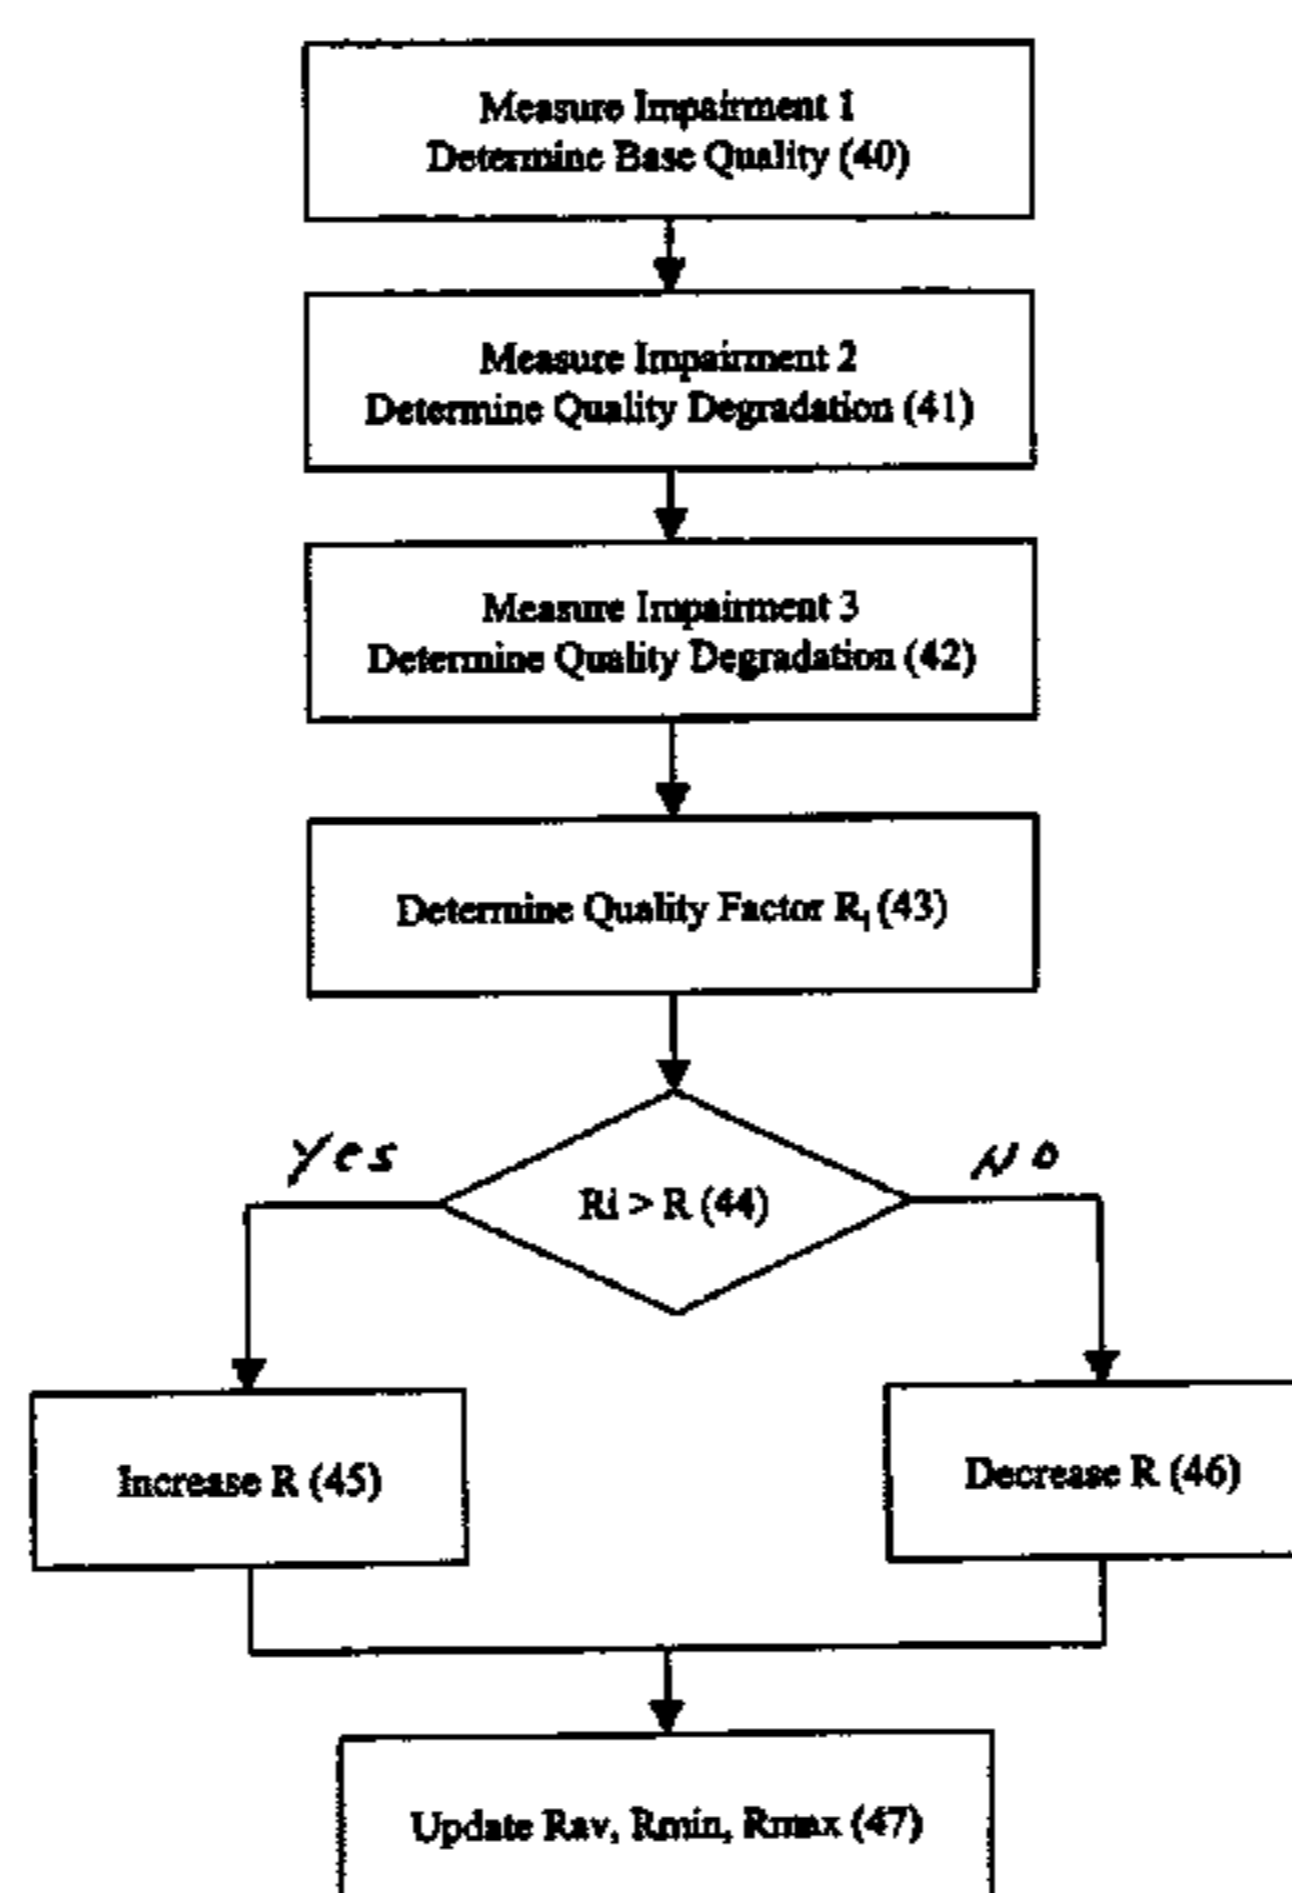 Measure Impairment 1
Determine Base Quality (40)
Measure Impairment 2
Determine Quality Degradation (41)
Measure Impairment 3
Determine Quality Degradation (42)
Determine Quality Factor Ri (43)
Yes
NO
Ri > R (44)
Increase R (45)
Decrease R (46)
Update Rav, Rmin, Rmax (47)